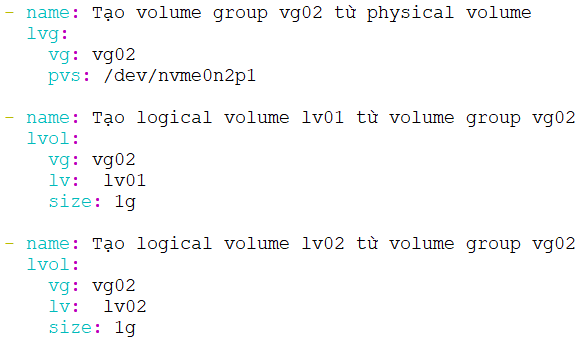 - name: Tạo volume group vg02 từ physical volume
  lvg:
    vg: vg02
    pvs: /dev/nvme0n2p1
- name: Tạo logical volume lv01 từ volume group vg02
  lvol:
    vg: vg02
    lv:  lv01
    size: 1g
- name: Tạo logical volume lv02 từ volume group vg02
  lvol:
    vg: vg02
    lv:  lv02
    size: 1g